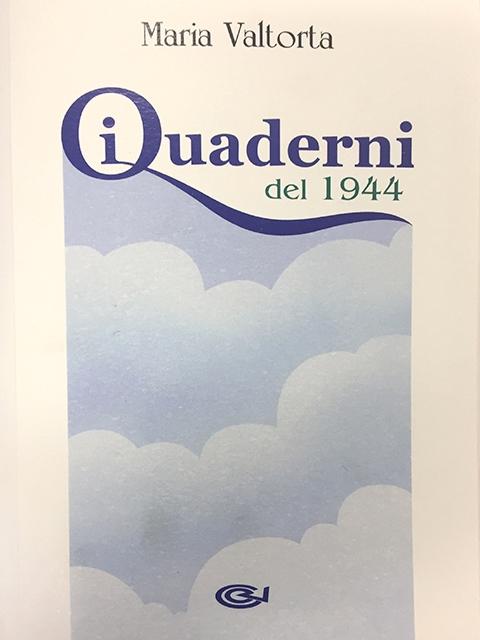 Maria Valtorta
i Quaderni
del 1944